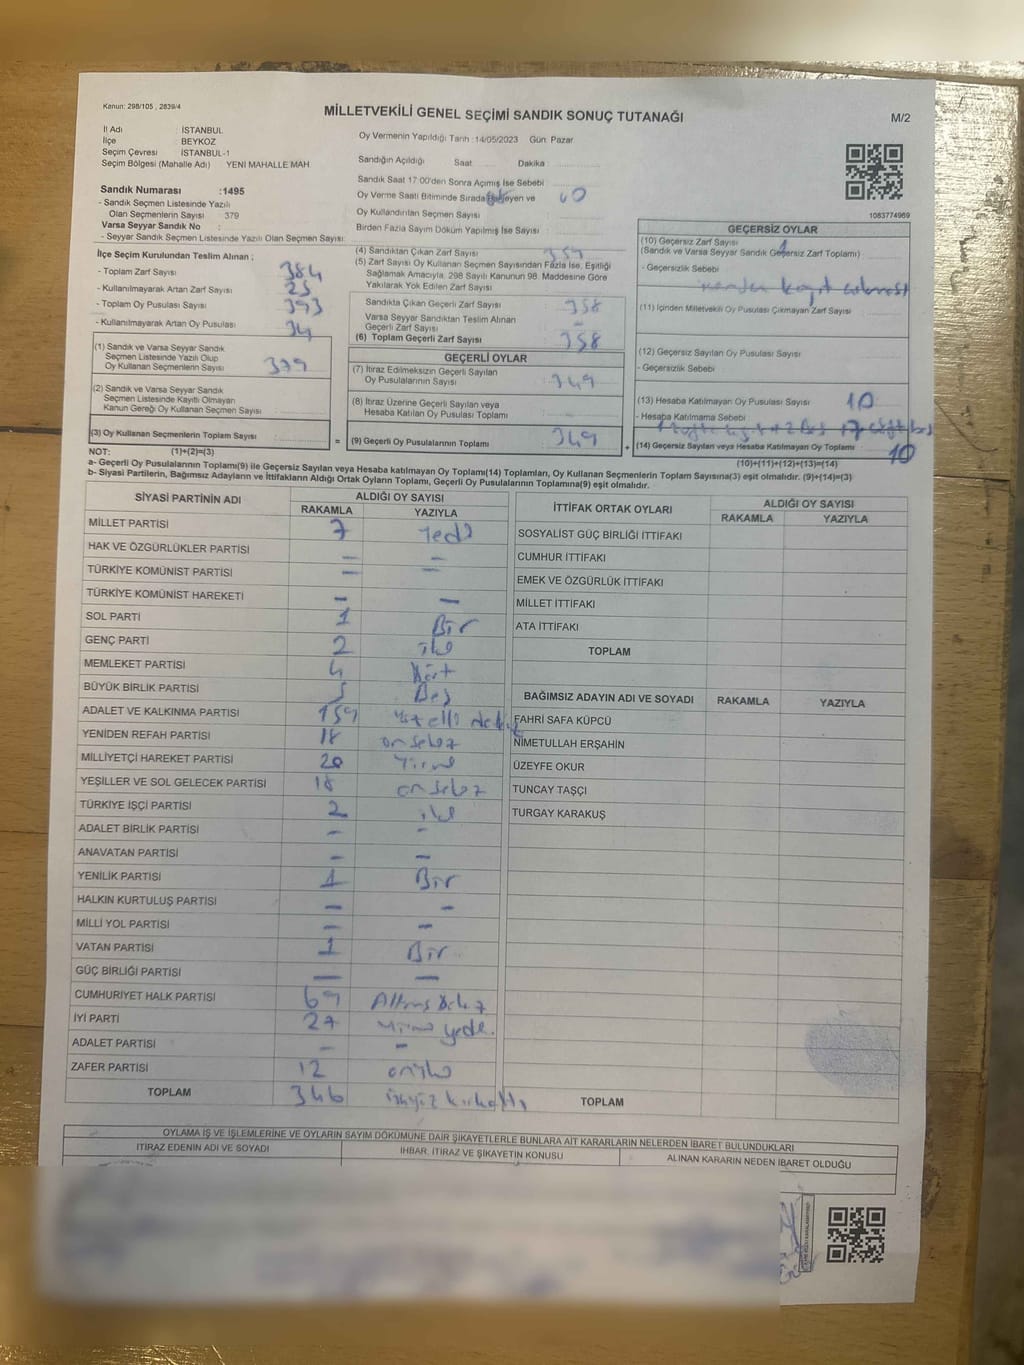 Kanun: 298/105 , 2839/4
MİLLETVEKİLİ GENEL SEÇİMİ SANDIK SONUÇ TUTANAĞI
M/2
İl Adı : İSTANBUL
İlçe : BEYKOZ
Seçim Çevresi : İSTANBUL-1
Seçim Bölgesi (Mahalle Adı) YENİ MAHALLE MAH.
Sandık Numarası :1495
- Sandık Seçmen Listesinde Yazılı
Olan Seçmenlerin Sayısı 379
Varsa Seyyar Sandık No :
- Seyyar Sandık Seçmen Listesinde Yazılı Olan Seçmen Sayısı:
Oy Vermenin Yapıldığı Tarih :14/05/2023 Gün: Pazar
Sandığın Açıldığı Saat Dakika
Sandık Saat 17:00'den Sonra Açılmış İse Sebebi
Oy Verme Saati Bitiminde Sırada Bekleyen ve
Oy Kullandırılan Seçmen Sayısı
Birden Fazla Sayım Döküm Yapılmış İse Sayısı
1083774969
İlçe Seçim Kurulundan Teslim Alınan ;
- Toplam Zarf Sayısı 384
- Kullanılmayarak Artan Zarf Sayısı 25
- Toplam Oy Pusulası Sayısı 393
- Kullanılmayarak Artan Oy Pusulası 34
(1) Sandık ve Varsa Seyyar Sandık
Seçmen Listesinde Yazılı Olup
Oy Kullanan Seçmenlerin Sayısı 379
(2) Sandık ve Varsa Seyyar Sandık
Seçmen Listesinde Kayıtlı Olmayan
Kanun Gereği Oy Kullanan Seçmen Sayısı
(3) Oy Kullanan Seçmenlerin Toplam Sayısı =
(4) Sandıktan Çıkan Zarf Sayısı 359
(5) Zarf Sayısı Oy Kullanan Seçmen Sayısından Fazla İse, Eşitliği
Sağlamak Amacıyla, 298 Sayılı Kanunun 98. Maddesine Göre
Yakılarak Yok Edilen Zarf Sayısı
Sandıkta Çıkan Geçerli Zarf Sayısı 358
Varsa Seyyar Sandıktan Teslim Alınan
Geçerli Zarf Sayısı -
(6) Toplam Geçerli Zarf Sayısı 358
GEÇERLİ OYLAR
(7) İtiraz Edilmeksizin Geçerli Sayılan
Oy Pusulalarının Sayısı 349
(8) İtiraz Üzerine Geçerli Sayılan veya
Hesaba Katılan Oy Pusulası Toplamı
(9) Geçerli Oy Pusulalarının Toplamı 349 +
GEÇERSİZ OYLAR
(10) Geçersiz Zarf Sayısı 1
(Sandık ve Varsa Seyyar Sandık Geçersiz Zarf Toplamı)
- Geçersizlik Sebebi
(11) İçinden Milletvekili Oy Pusulası Çıkmayan Zarf Sayısı
(12) Geçersiz Sayılan Oy Pusulası Sayısı
- Geçersizlik Sebebi
(13) Hesaba Katılmayan Oy Pusulası Sayısı 10
- Hesaba Katılmama Sebebi
(14) Geçersiz Sayılan veya Hesaba Katılmayan Oy Toplamı 10
NOT: (1)+(2)=(3)
(10)+(11)+(12)+(13)=(14)
a- Geçerli Oy Pusulalarının Toplamı(9) ile Geçersiz Sayılan veya Hesaba katılmayan Oy Toplamı(14) Toplamları, Oy Kullanan Seçmenlerin Toplam Sayısına(3) eşit olmalıdır. (9)+(14)=(3)
b- Siyasi Partilerin, Bağımsız Adayların ve İttifakların Aldığı Ortak Oyların Toplamı, Geçerli Oy Pusulalarının Toplamına(9) eşit olmalıdır.
SİYASİ PARTİNİN ADI
ALDIĞI OY SAYISI
RAKAMLA YAZIYLA
MİLLET PARTİSİ 7 Yedi
HAK VE ÖZGÜRLÜKLER PARTİSİ - -
TÜRKİYE KOMÜNİST PARTİSİ - -
TÜRKİYE KOMÜNİST HAREKETİ - -
SOL PARTİ 1 Bir
GENÇ PARTİ 2 iki
MEMLEKET PARTİSİ 4 Dört
BÜYÜK BİRLİK PARTİSİ 5 Beş
ADALET VE KALKINMA PARTİSİ 159
YENİDEN REFAH PARTİSİ 18 on sekiz
MİLLİYETÇİ HAREKET PARTİSİ 20 Yirmi
YEŞİLLER VE SOL GELECEK PARTİSİ 18 on sekiz
TÜRKİYE İŞÇİ PARTİSİ 2 iki
ADALET BİRLİK PARTİSİ - -
ANAVATAN PARTİSİ - -
YENİLİK PARTİSİ 1 Bir
HALKIN KURTULUŞ PARTİSİ - -
MİLLİ YOL PARTİSİ - -
VATAN PARTİSİ 1 Bir
GÜÇ BİRLİĞİ PARTİSİ - -
CUMHURİYET HALK PARTİSİ 69
İYİ PARTİ 27 yirmi yedi
ADALET PARTİSİ - -
ZAFER PARTİSİ 12 oniki
TOPLAM 346
İTTİFAK ORTAK OYLARI
ALDIĞI OY SAYISI
RAKAMLA YAZIYLA
SOSYALİST GÜÇ BİRLİĞİ İTTİFAKI
CUMHUR İTTİFAKI
EMEK VE ÖZGÜRLÜK İTTİFAKI
MİLLET İTTİFAKI
ATA İTTİFAKI
TOPLAM
BAĞIMSIZ ADAYIN ADI VE SOYADI RAKAMLA YAZIYLA
FAHRİ SAFA KÜPCÜ
NİMETULLAH ERŞAHİN
ÜZEYFE OKUR
TUNCAY TAŞÇI
TURGAY KARAKUŞ
TOPLAM
OYLAMA İŞ VE İŞLEMLERİNE VE OYLARIN SAYIM DÖKÜMÜNE DAİR ŞİKAYETLERLE BUNLARA AİT KARARLARIN NELERDEN İBARET BULUNDUKLARI
İTİRAZ EDENİN ADI VE SOYADI
İHBAR, İTİRAZ VE ŞİKAYETİN KONUSU
ALINAN KARARIN NEDEN İBARET OLDUĞU